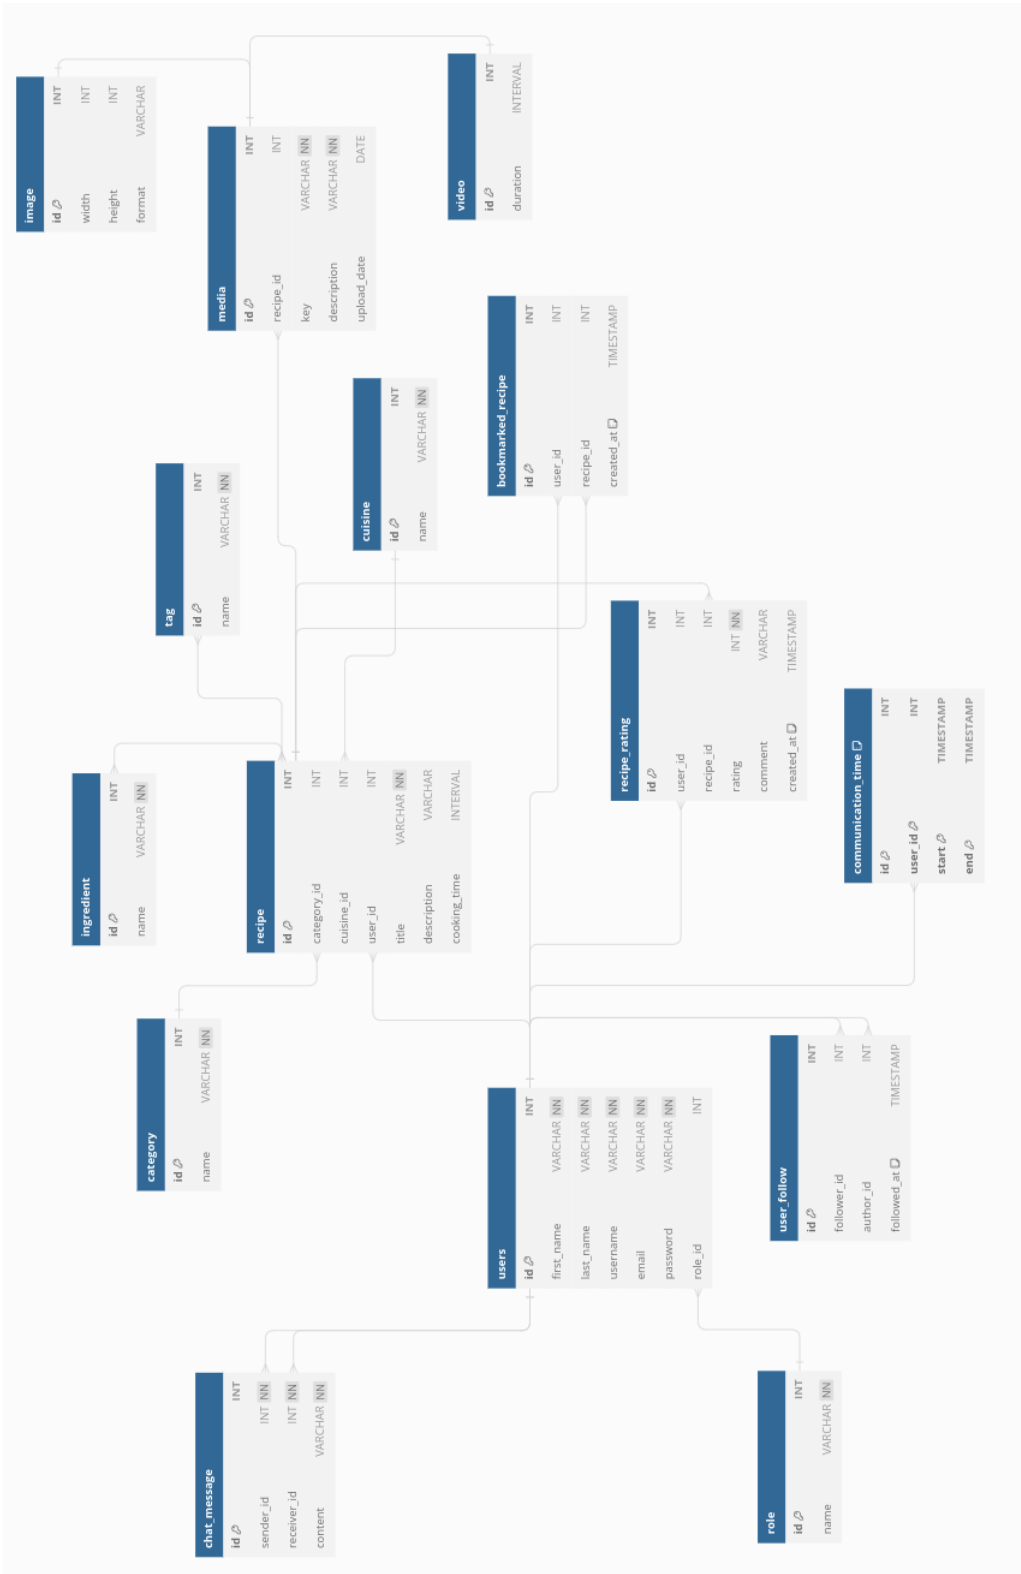 chat_message
id INT
sender_id INT NN
receiver_id INT NN
content VARCHAR NN
role
id INT
name VARCHAR NN
category
id INT
name VARCHAR NN
users
id INT
first_name VARCHAR NN
last_name VARCHAR NN
username VARCHAR NN
email VARCHAR NN
password VARCHAR NN
role_id INT
user_follow
id INT
follower_id INT
author_id INT
followed_at TIMESTAMP
ingredient
id INT
name VARCHAR NN
recipe
id INT
category_id INT
cuisine_id INT
user_id INT
title VARCHAR NN
description VARCHAR
cooking_time INTERVAL
communication_time
id INT
user_id INT
start TIMESTAMP
end TIMESTAMP
recipe_rating
id INT
user_id INT
recipe_id INT
rating INT NN
comment VARCHAR
created_at TIMESTAMP
tag
id INT
name VARCHAR NN
cuisine
id INT
name VARCHAR NN
bookmarked_recipe
id INT
user_id INT
recipe_id INT
created_at TIMESTAMP
media
id INT
recipe_id INT
key VARCHAR NN
description VARCHAR NN
upload_date DATE
image
id INT
width INT
height INT
format VARCHAR
video
id INT
duration INTERVAL